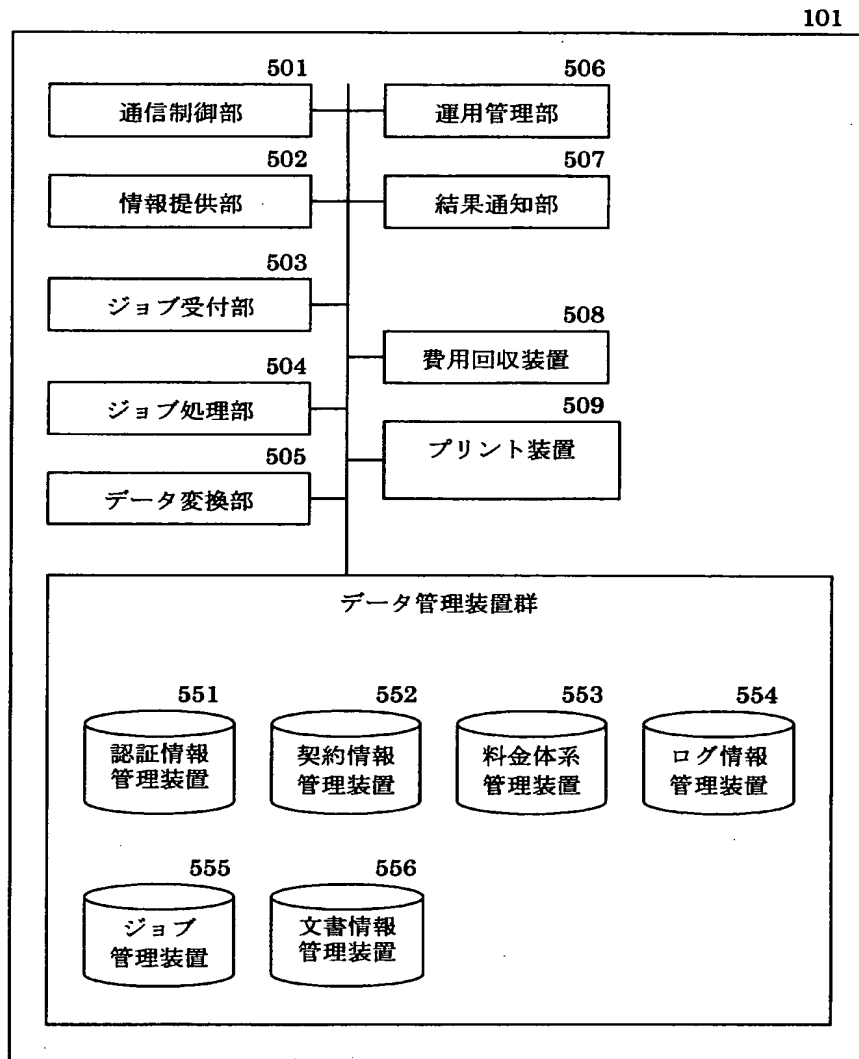 101
501
通信制御部
506
運用管理部
502
情報提供部
507
結果通知部
503
ジョブ受付部
508
費用回収装置
504
ジョブ処理部
509
プリント装置
505
データ変換部
データ管理装置群
551
認証情報
管理装置
552
契約情報
管理装置
553
料金体系
管理装置
554
ログ情報
管理装置
555
ジョブ
管理装置
556
文書情報
管理装置